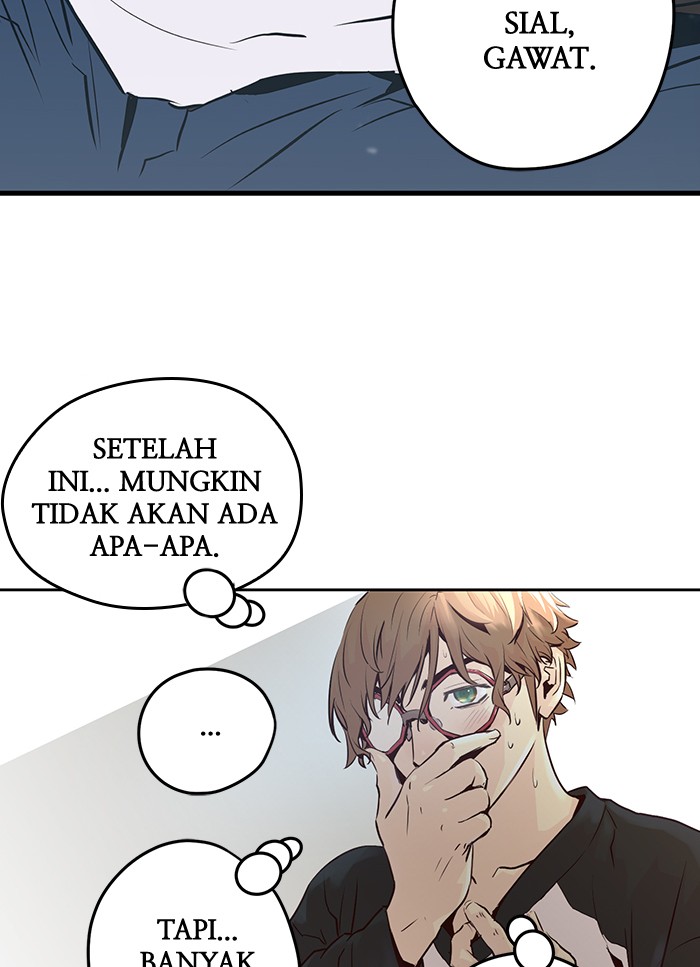 SIAL,
GAWAT.
SETELAH
INI... MUNGKIN
TIDAK AKAN ADA
APA-APA.
...
TAPI...
BANYAK